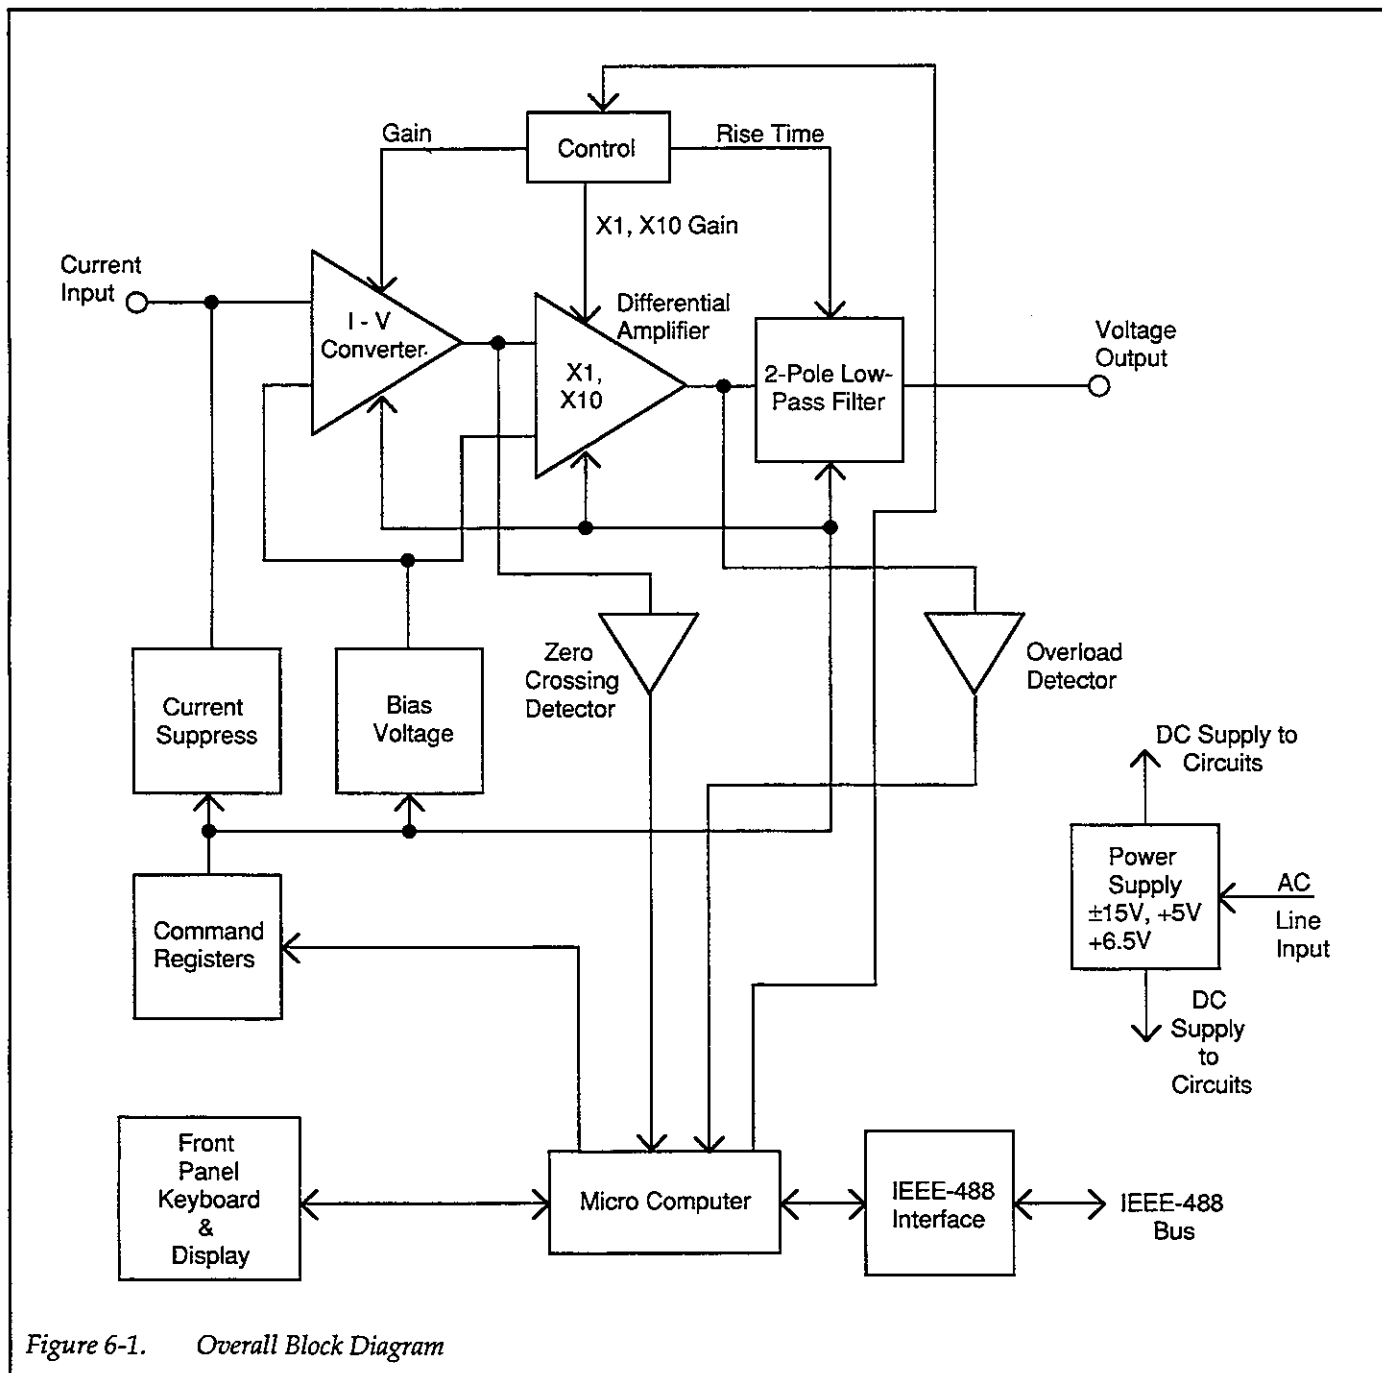 Gain
Control
Rise Time
X1, X10 Gain
Current
Input
I - V
Converter
Differential
Amplifier
X1,
X10
2-Pole Low-
Pass Filter
Voltage
Output
Current
Suppress
Bias
Voltage
Zero
Crossing
Detector
Overload
Detector
DC Supply to
Circuits
Power
Supply
±15V, +5V
+6.5V
AC
Line
Input
DC
Supply
to
Circuits
Command
Registers
Front
Panel
Keyboard
&
Display
Micro Computer
IEEE-488
Interface
IEEE-488
Bus
Figure 6-1. Overall Block Diagram